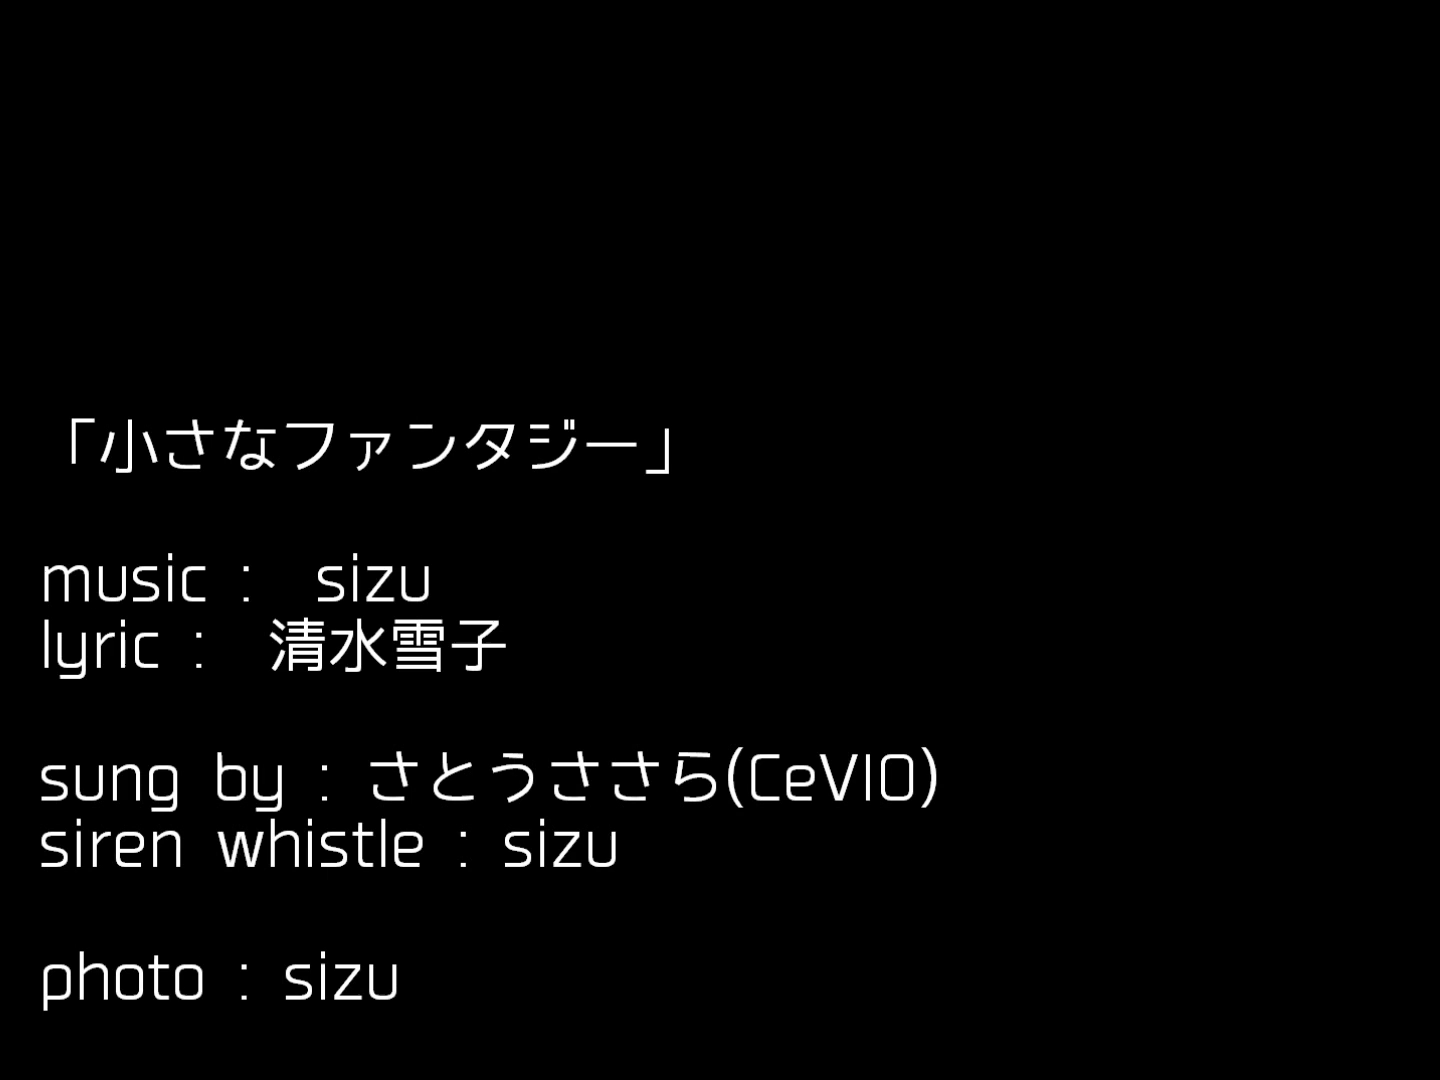 「小さなファンタジー」
music :　sizu
lyric :　清水雪子
sung by : さとうささら(CeVIO)
siren whistle : sizu
photo : sizu